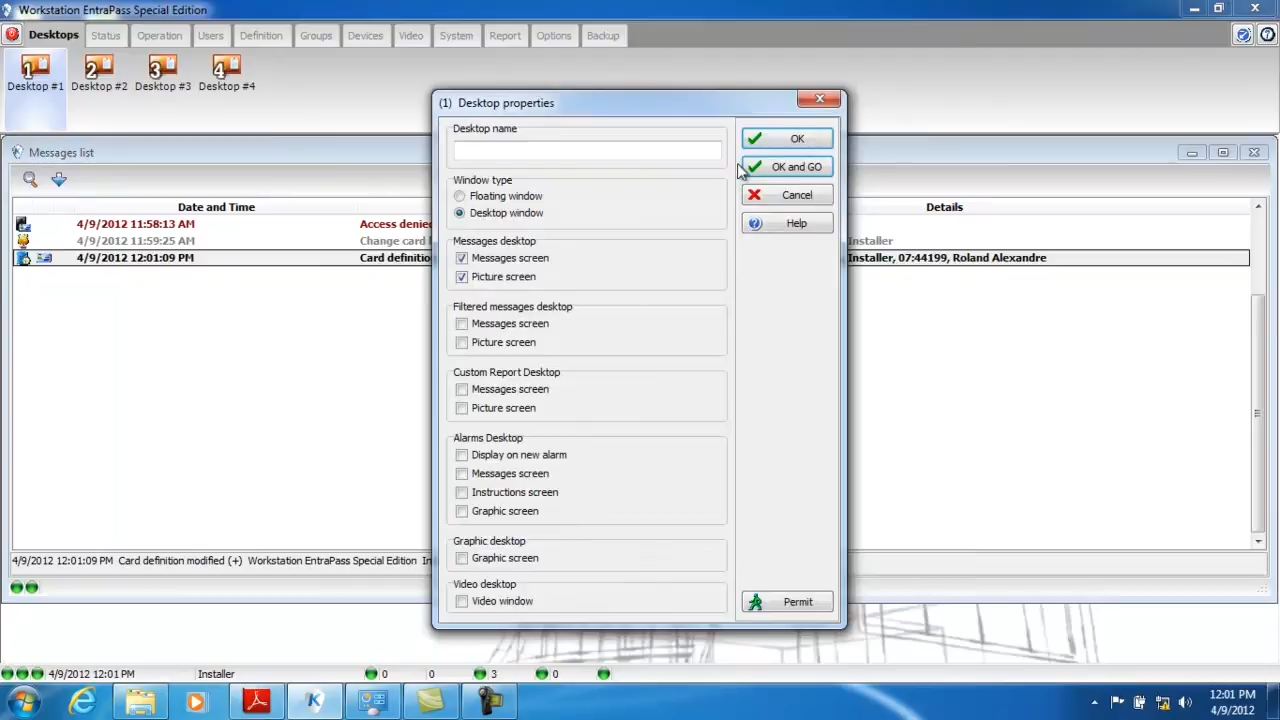 Workstation EntraPass Special Edition
Desktops Status Operation Users Definition Groups Devices Video System Report Options Backup
1 2 3 4
Desktop #1 Desktop #2 Desktop #3 Desktop #4
(1) Desktop properties
Desktop name
OK
OK and GO
Cancel
Help
Window type
Floating window
Desktop window
Messages desktop
Messages screen
Picture screen
Filtered messages desktop
Messages screen
Picture screen
Custom Report Desktop
Messages screen
Picture screen
Alarms Desktop
Display on new alarm
Messages screen
Instructions screen
Graphic screen
Graphic desktop
Graphic screen
Video desktop
Video window
Permit
Messages list
Date and Time Details
4/9/2012 11:58:13 AM Access denied
4/9/2012 11:59:25 AM Change card Installer
4/9/2012 12:01:09 PM Card definitio Installer, 07:44199, Roland Alexandre
4/9/2012 12:01:09 PM Card definition modified (+) Workstation EntraPass Special Edition In
4/9/2012 12:01 PM Installer 0 0 3 0
12:01 PM
4/9/2012